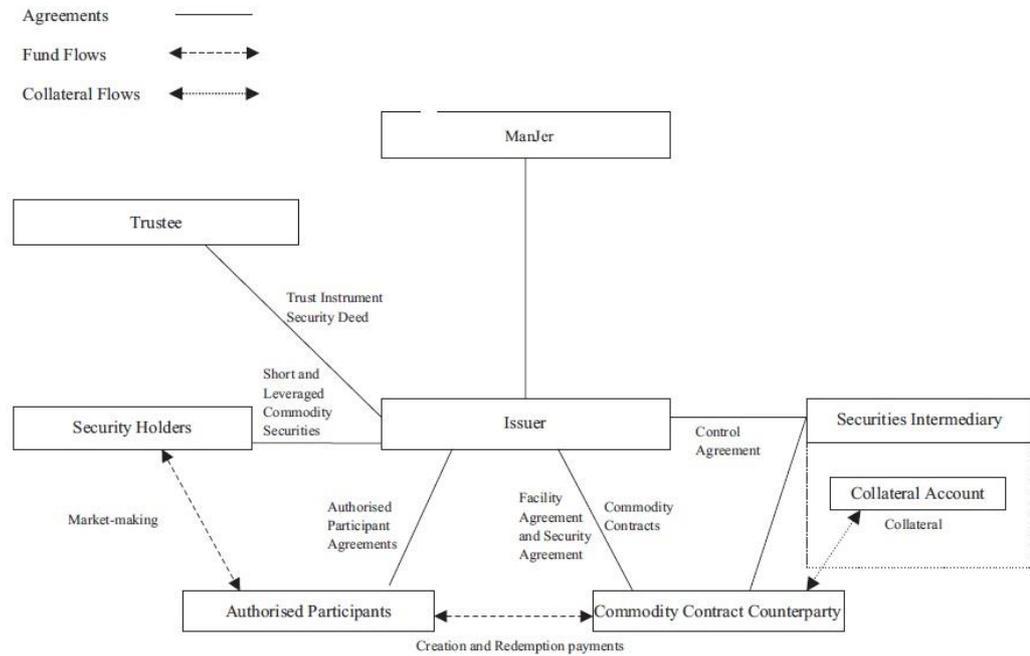 Agreements
Fund Flows
Collateral Flows
ManJer
Trustee
Trust Instrument
Security Deed
Short and
Leveraged
Commodity
Securities
Security Holders
Issuer
Securities Intermediary
Control
Agreement
Collateral Account
Collateral
Market-making
Authorised
Participant
Agreements
Facility
Agreement
and Security
Agreement
Commodity
Contracts
Authorised Participants
Commodity Contract Counterparty
Creation and Redemption payments